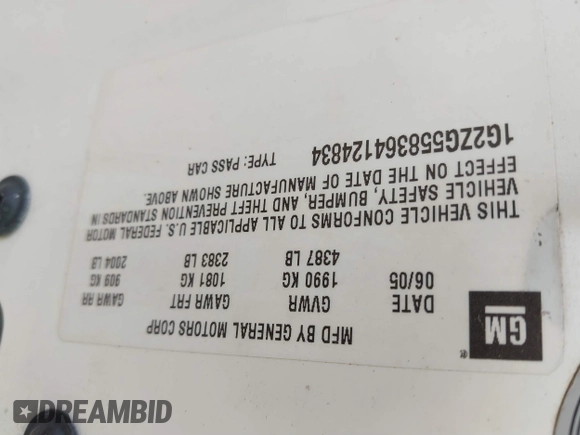 GM
®
MFD BY GENERAL MOTORS CORP
DATE GVWR GAWR FRT GAWR RR
06/05 1990 KG 1081 KG 909 KG
4387 LB 2383 LB 2004 LB
THIS VEHICLE CONFORMS TO ALL APPLICABLE U.S. FEDERAL MOTOR
VEHICLE SAFETY, BUMPER, AND THEFT PREVENTION STANDARDS IN
EFFECT ON THE DATE OF MANUFACTURE SHOWN ABOVE.
1G2ZG558364124834 TYPE: PASS CAR
DREAMBID